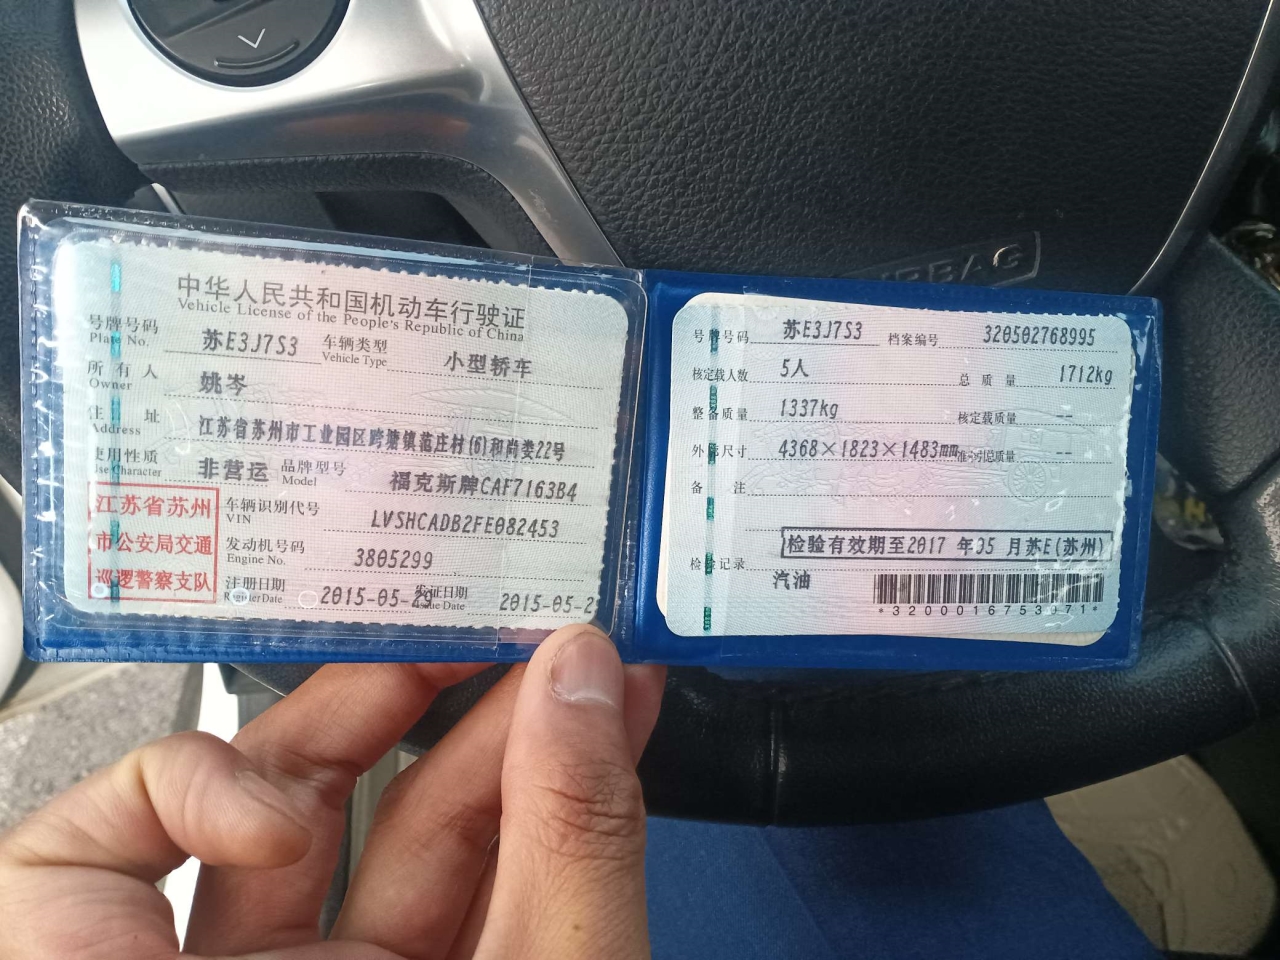 中华人民共和国机动车行驶证
Vehicle License of the People's Republic of China
号牌号码 苏E3J7S3 车辆类型 小型轿车
Plate No. Vehicle Type
所有人 姚岑
Owner
住址 江苏省苏州市工业园区跨塘镇范庄村(6)和尚娄22号
Address
使用性质 非营运 品牌型号 福克斯牌CAF7163B4
Use Character Model
江苏省苏州
市公安局交通
巡逻警察支队
车辆识别代号 LVSHCADB2FE082453
VIN
发动机号码 3805299
Engine No.
注册日期 2015-05-29 发证日期 2015-05-2
Register Date Issue Date
号牌号码 苏E3J7S3 档案编号 320502768995
核定载人数 5人 总质量 1712kg
整备质量 1337kg 核定载质量 --
外廓尺寸 4368×1823×1483mm 准牵引总质量 --
备注
检验有效期至2017 年05 月苏E(苏州)
检验记录
汽油
*3200016753071*
AIRBAG